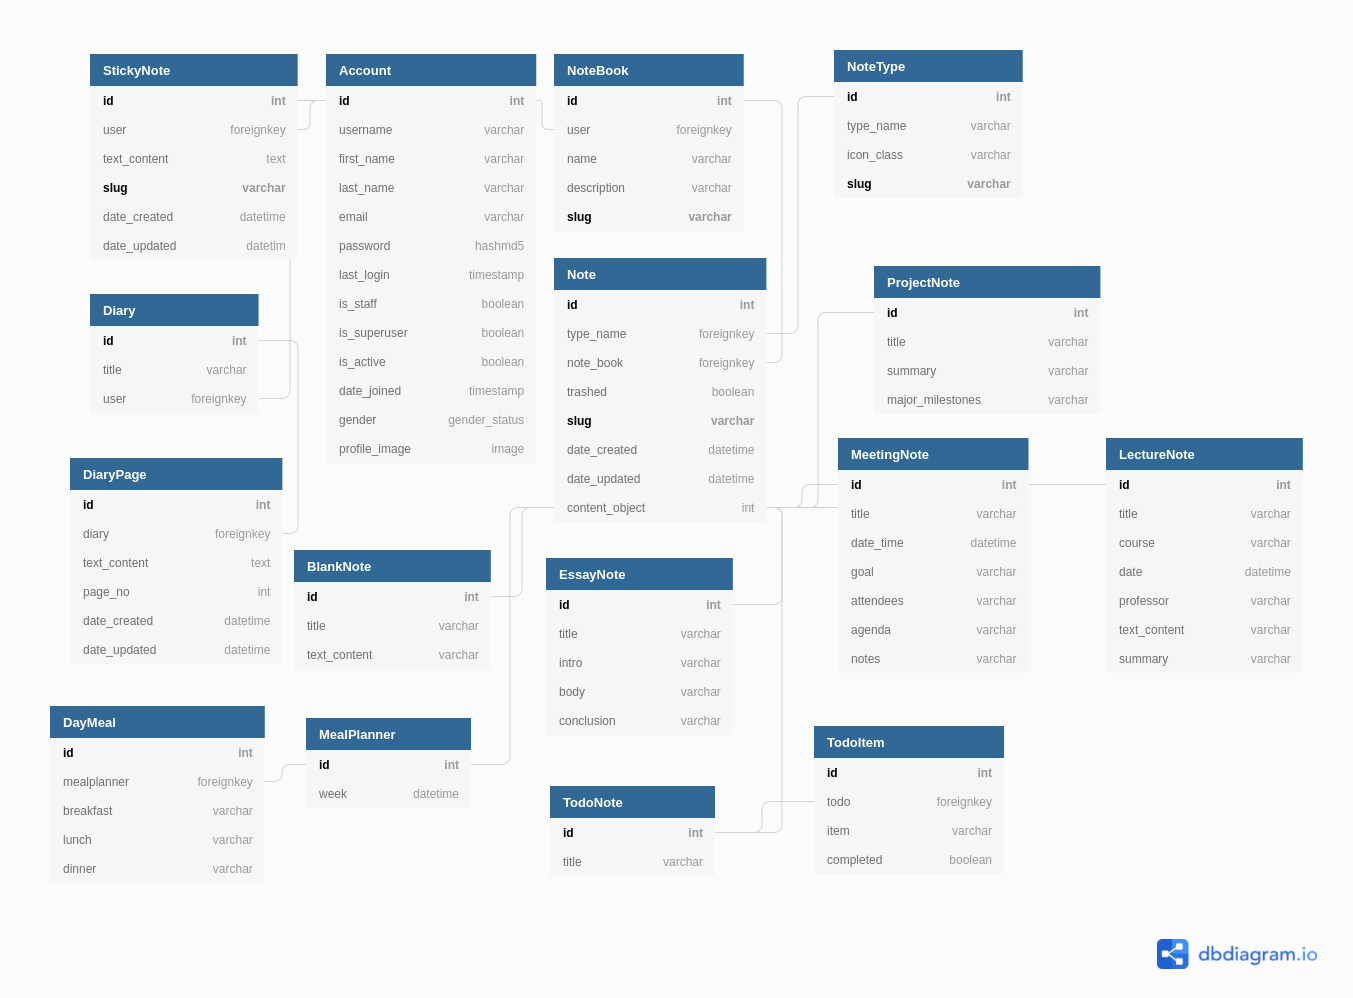 StickyNote
id int
user foreignkey
text_content text
slug varchar
date_created datetime
date_updated datetim
Account
id int
username varchar
first_name varchar
last_name varchar
email varchar
password hashmd5
last_login timestamp
is_staff boolean
is_superuser boolean
is_active boolean
date_joined timestamp
gender gender_status
profile_image image
NoteBook
id int
user foreignkey
name varchar
description varchar
slug varchar
NoteType
id int
type_name varchar
icon_class varchar
slug varchar
Note
id int
type_name foreignkey
note_book foreignkey
trashed boolean
slug varchar
date_created datetime
date_updated datetime
content_object int
ProjectNote
id int
title varchar
summary varchar
major_milestones varchar
Diary
id int
title varchar
user foreignkey
DiaryPage
id int
diary foreignkey
text_content text
page_no int
date_created datetime
date_updated datetime
MeetingNote
id int
title varchar
date_time datetime
goal varchar
attendees varchar
agenda varchar
notes varchar
LectureNote
id int
title varchar
course varchar
date datetime
professor varchar
text_content varchar
summary varchar
BlankNote
id int
title varchar
text_content varchar
EssayNote
id int
title varchar
intro varchar
body varchar
conclusion varchar
DayMeal
id int
mealplanner foreignkey
breakfast varchar
lunch varchar
dinner varchar
MealPlanner
id int
week datetime
TodoNote
id int
title varchar
TodoItem
id int
todo foreignkey
item varchar
completed boolean
dbdiagram.io